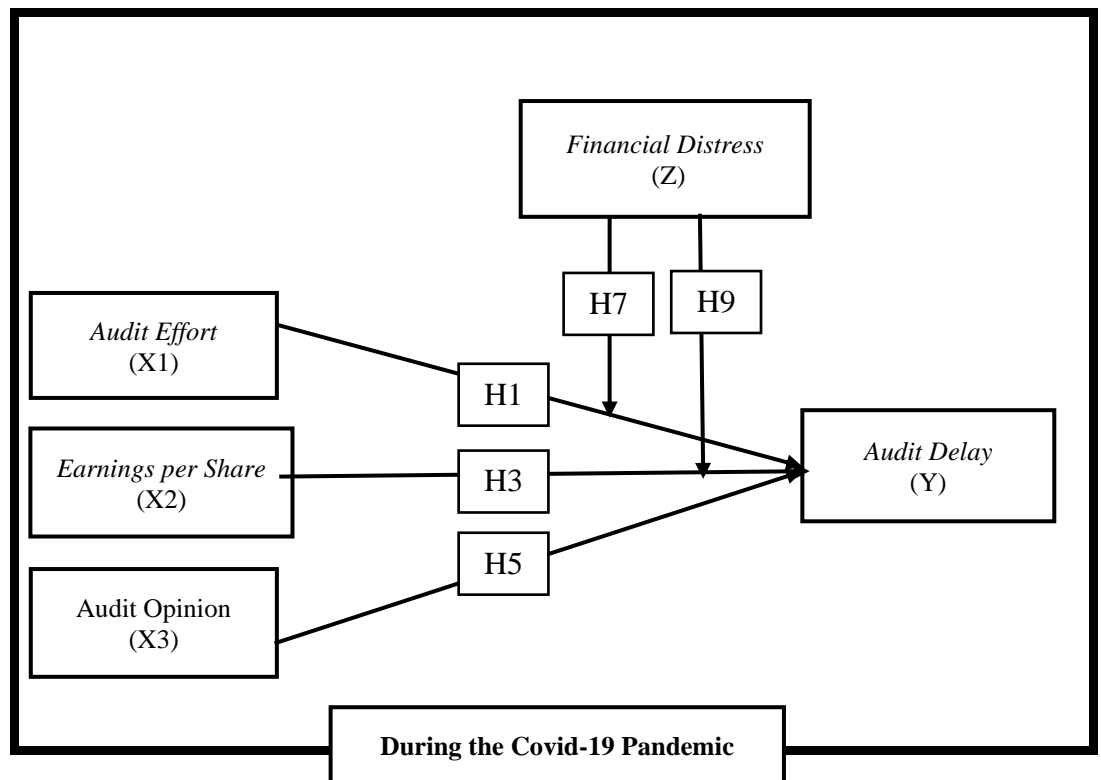 Financial Distress
(Z)
H7
H9
Audit Effort
(X1)
H1
Earnings per Share
(X2)
H3
Audit Delay
(Y)
H5
Audit Opinion
(X3)
During the Covid-19 Pandemic